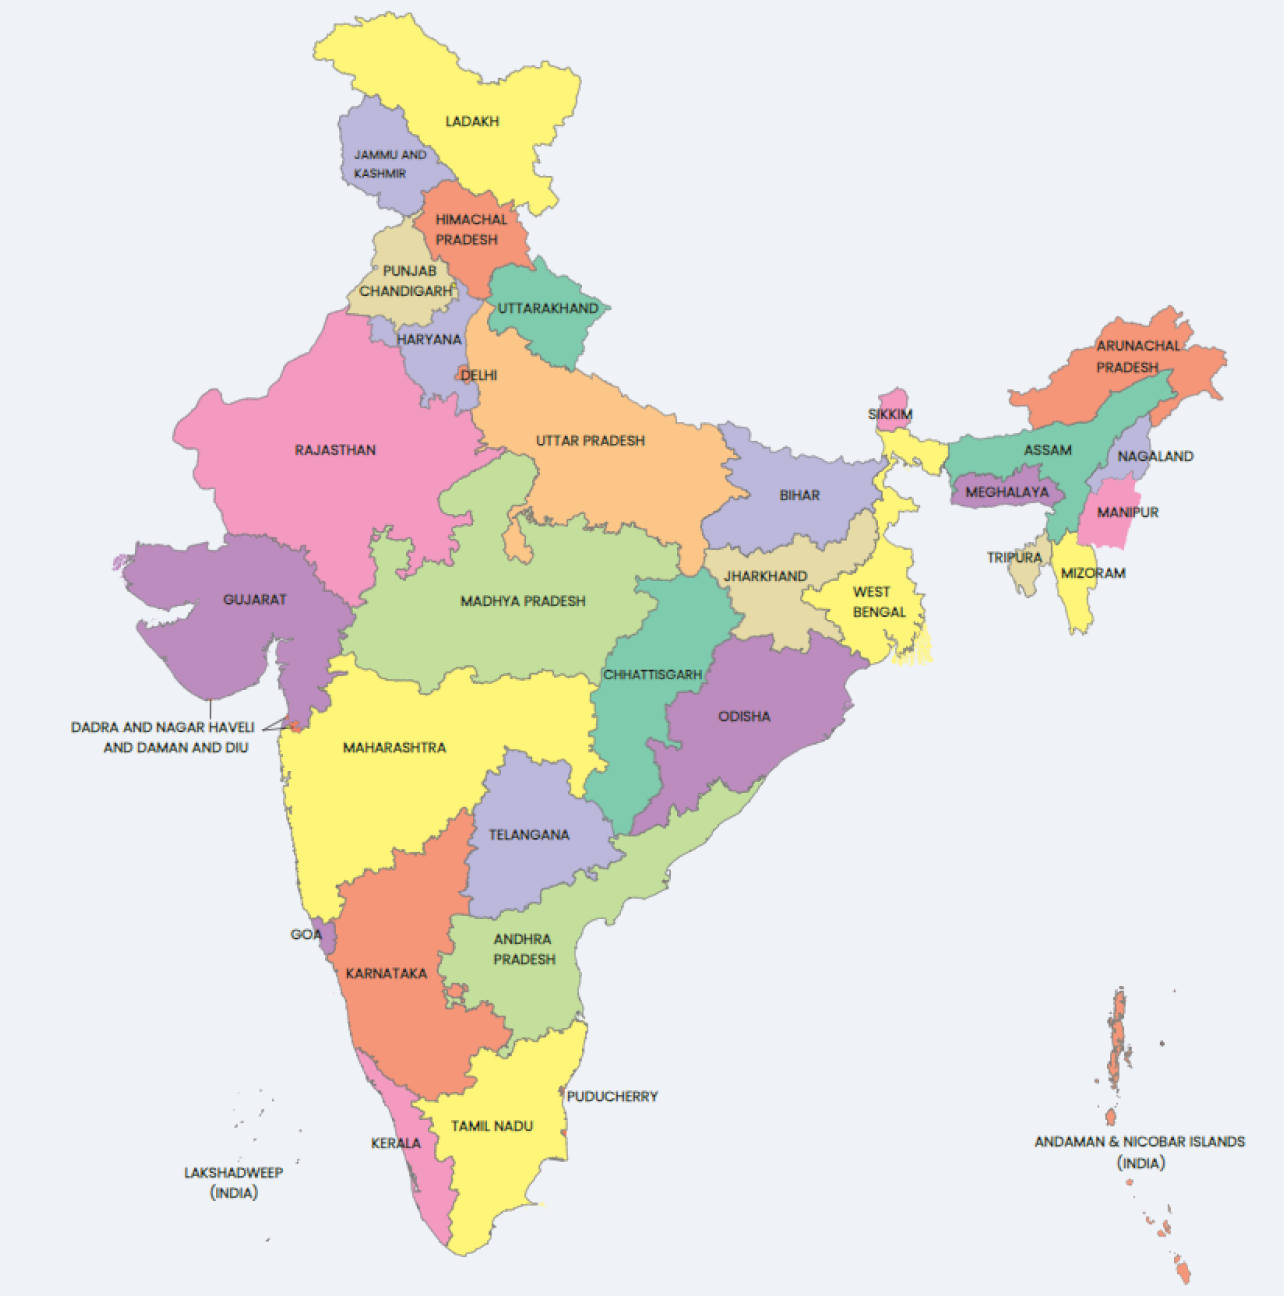 LADAKH
JAMMU AND
KASHMIR
HIMACHAL
PRADESH
PUNJAB
CHANDIGARH
UTTARAKHAND
HARYANA
DELHI
ARUNACHAL
PRADESH
SIKKIM
RAJASTHAN
UTTAR PRADESH
ASSAM
NAGALAND
BIHAR
MEGHALAYA
MANIPUR
TRIPURA
MIZORAM
JHARKHAND
GUJARAT
MADHYA PRADESH
WEST
BENGAL
CHHATTISGARH
ODISHA
DADRA AND NAGAR HAVELI
AND DAMAN AND DIU
MAHARASHTRA
TELANGANA
GOA
ANDHRA
PRADESH
KARNATAKA
PUDUCHERRY
TAMIL NADU
KERALA
LAKSHADWEEP
(INDIA)
ANDAMAN & NICOBAR ISLANDS
(INDIA)